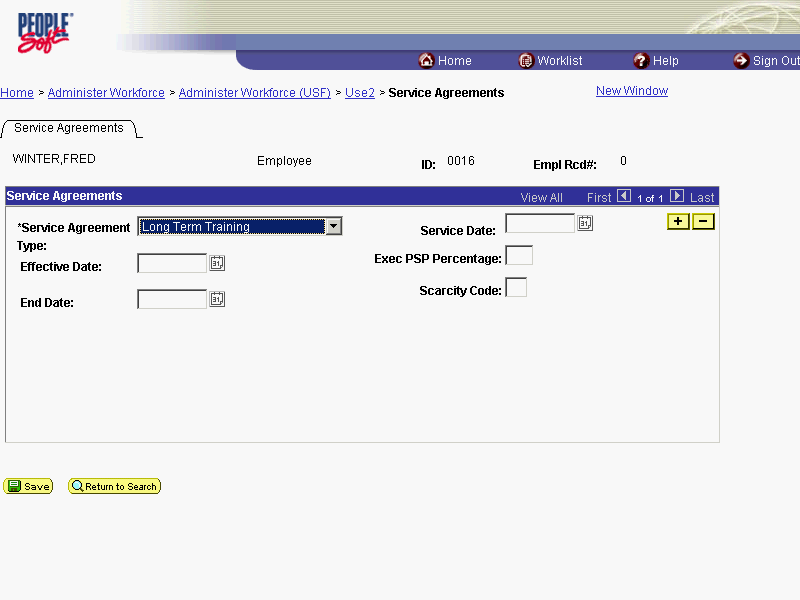 PEOPLE
Soft
Home Worklist Help Sign Out
Home > Administer Workforce > Administer Workforce (USF) > Use2 > Service Agreements New Window
Service Agreements
WINTER,FRED Employee ID: 0016 Empl Rcd#: 0
Service Agreements View All First 1 of 1 Last
*Service Agreement Type: Long Term Training Service Date: 31 + −
Effective Date: 31 Exec PSP Percentage:
End Date: 31 Scarcity Code:
Save Return to Search